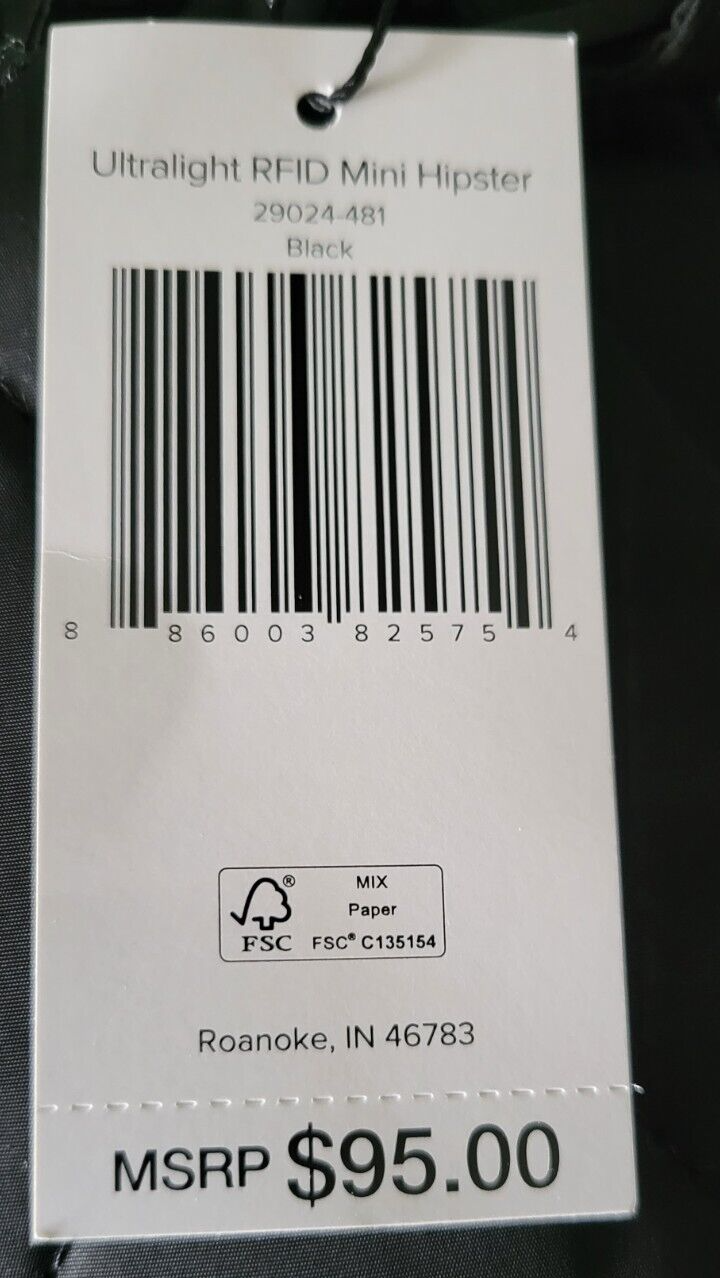 Ultralight RFID Mini Hipster
29024-481
Black
8 86003 82575 4
MIX
Paper
FSC FSC® C135154
Roanoke, IN 46783
MSRP $95.00